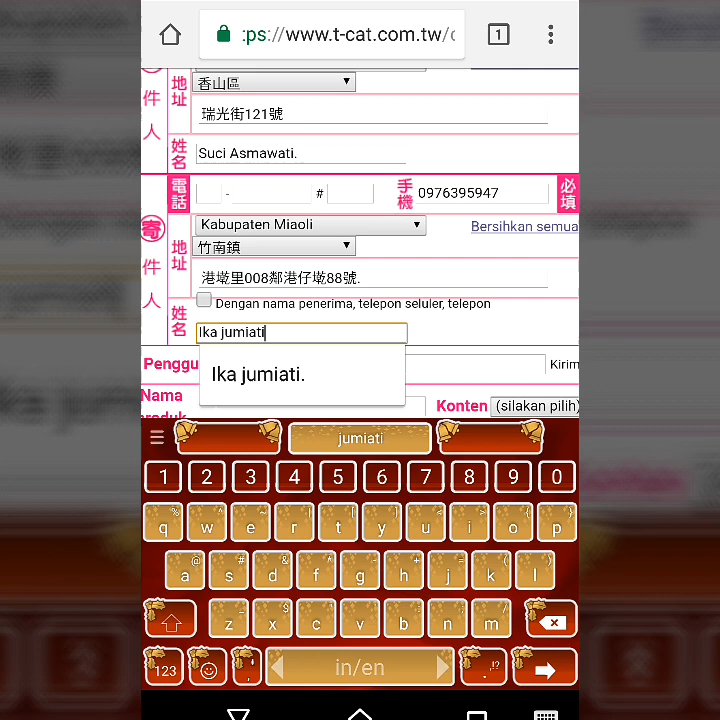 :ps://www.t-cat.com.tw/c
1
地址
香山區
件
瑞光街121號
人
姓名
Suci Asmawati.
電話
-
#
手機
0976395947
必填
寄
件
人
地址
Kabupaten Miaoli
Bersihkan semua
竹南鎮
港墘里008鄰港仔墘88號.
Dengan nama penerima, telepon seluler, telepon
姓名
Ika jumiati
Penggu
Kirim
Ika jumiati.
Nama
Konten
(silakan pilih)
produk
jumiati
1 2 3 4 5 6 7 8 9 0
q w e r t y u i o p
a s d f g h j k l
z x c v b n m
123
,
in/en
. ,!?